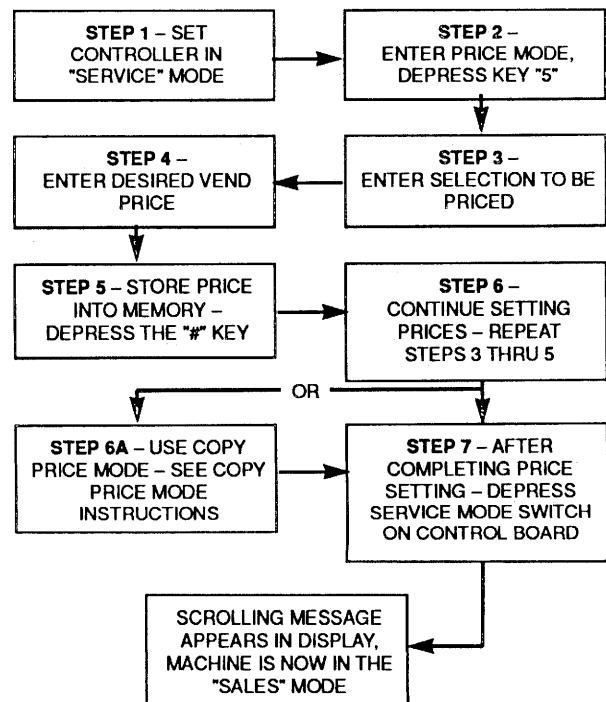 STEP 1 – SET
CONTROLLER IN
"SERVICE" MODE
STEP 2 –
ENTER PRICE MODE,
DEPRESS KEY "5"
STEP 3 –
ENTER SELECTION TO BE
PRICED
STEP 4 –
ENTER DESIRED VEND
PRICE
STEP 5 – STORE PRICE
INTO MEMORY –
DEPRESS THE "#" KEY
STEP 6 –
CONTINUE SETTING
PRICES – REPEAT
STEPS 3 THRU 5
OR
STEP 6A – USE COPY
PRICE MODE – SEE COPY
PRICE MODE
INSTRUCTIONS
STEP 7 – AFTER
COMPLETING PRICE
SETTING – DEPRESS
SERVICE MODE SWITCH
ON CONTROL BOARD
SCROLLING MESSAGE
APPEARS IN DISPLAY,
MACHINE IS NOW IN THE
"SALES" MODE